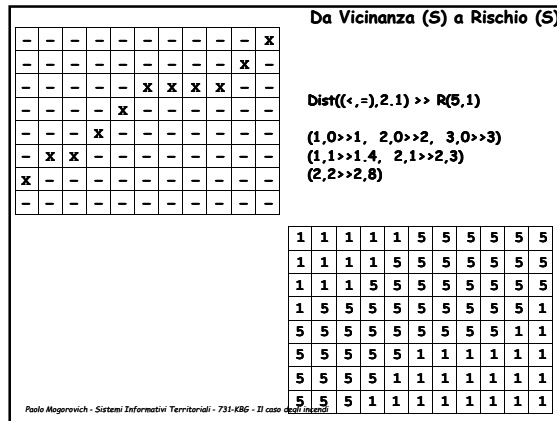 Da Vicinanza (S) a Rischio (S)
- - - - - - - - - - X
- - - - - - - - - X -
- - - - - X X X X - -
- - - - X - - - - - -
- - - X - - - - - - -
- X X - - - - - - - -
X - - - - - - - - - -
- - - - - - - - - - -
Dist((<,=),2.1) >> R(5,1)
(1,0>>1, 2,0>>2, 3,0>>3)
(1,1>>1.4, 2,1>>2,3)
(2,2>>2,8)
1 1 1 1 1 5 5 5 5 5 5
1 1 1 1 5 5 5 5 5 5 5
1 1 1 5 5 5 5 5 5 5 5
1 5 5 5 5 5 5 5 5 5 1
5 5 5 5 5 5 5 5 5 1 1
5 5 5 5 5 1 1 1 1 1 1
5 5 5 5 1 1 1 1 1 1 1
5 5 5 1 1 1 1 1 1 1 1
Paolo Mogorovich - Sistemi Informativi Territoriali - 731-KBG - Il caso degli incendi